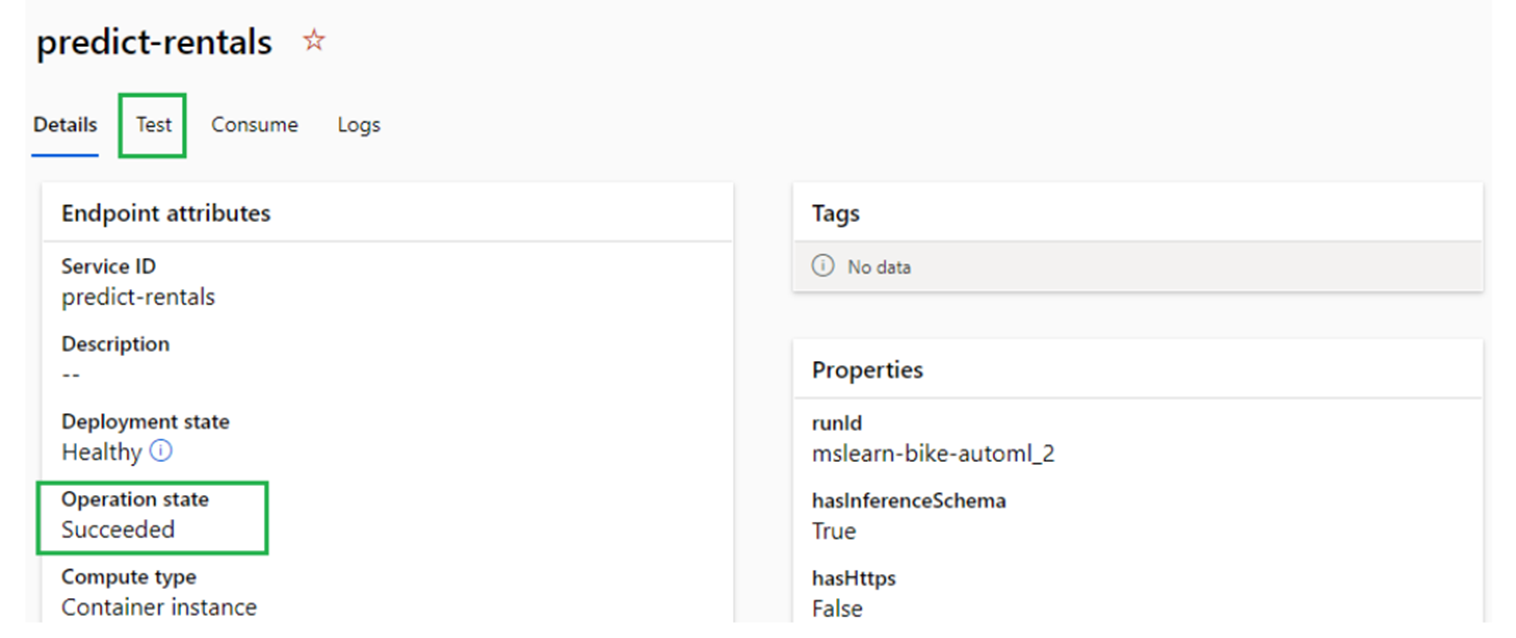 predict-rentals
Details Test Consume Logs
Endpoint attributes
Service ID
predict-rentals
Description
--
Deployment state
Healthy
Operation state
Succeeded
Compute type
Container instance
Tags
No data
Properties
runId
mslearn-bike-automl_2
hasInferenceSchema
True
hasHttps
False